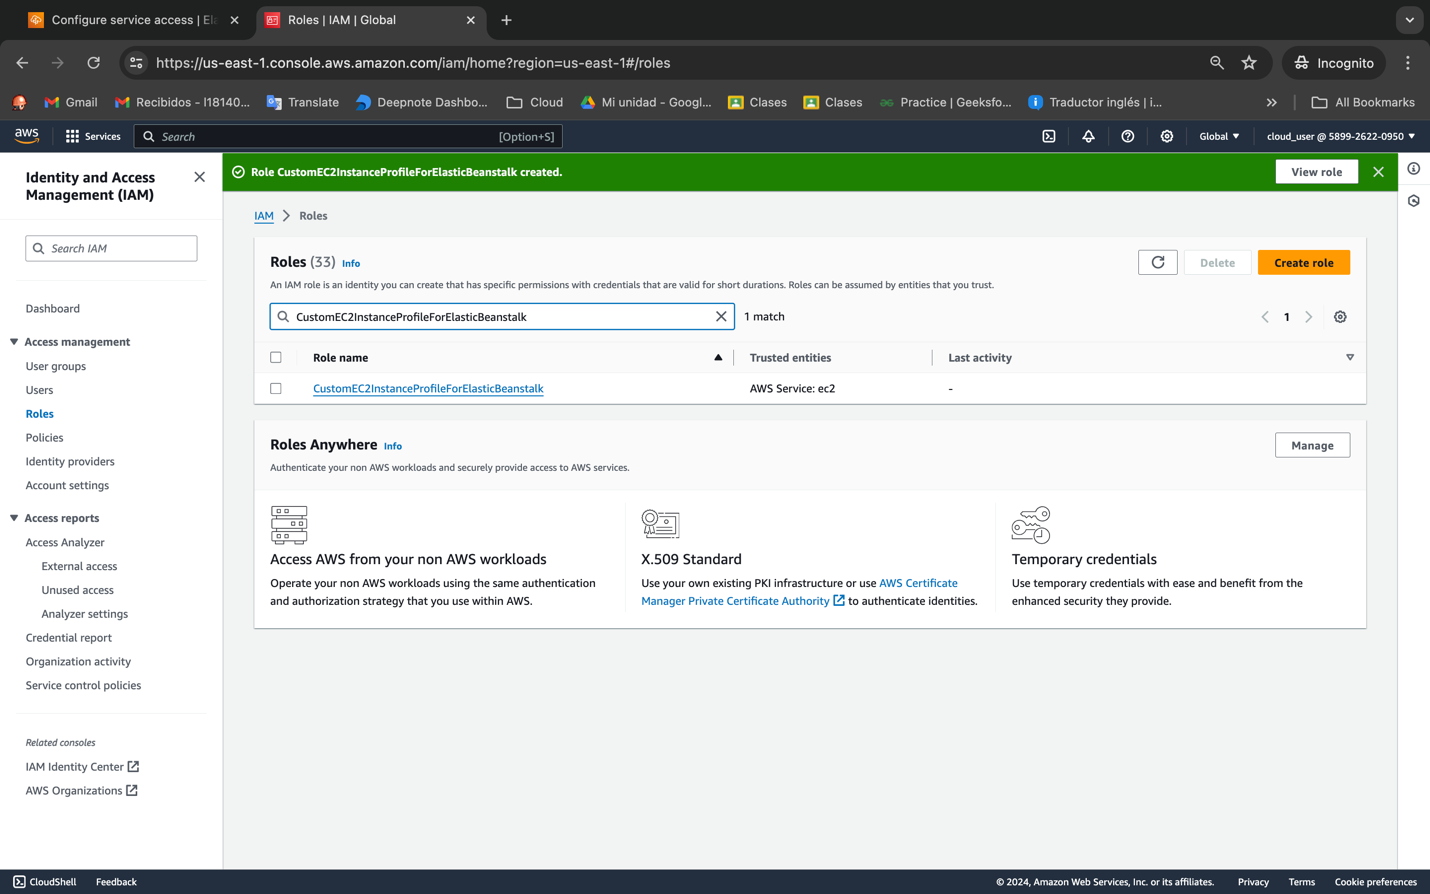 Configure service access | Ela
Roles | IAM | Global
https://us-east-1.console.aws.amazon.com/iam/home?region=us-east-1#/roles
Incognito
Gmail
Recibidos - l18140...
Translate
Deepnote Dashbo...
Cloud
Mi unidad - Googl...
Clases
Clases
Practice | Geeksfo...
Traductor inglés | i...
All Bookmarks
aws
Services
Search
[Option+S]
Global
cloud_user @ 5899-2622-0950
Identity and Access
Management (IAM)
Search IAM
Dashboard
Access management
User groups
Users
Roles
Policies
Identity providers
Account settings
Access reports
Access Analyzer
External access
Unused access
Analyzer settings
Credential report
Organization activity
Service control policies
Related consoles
IAM Identity Center
AWS Organizations
Role CustomEC2InstanceProfileForElasticBeanstalk created.
View role
IAM
Roles
Roles (33) Info
Delete
Create role
An IAM role is an identity you can create that has specific permissions with credentials that are valid for short durations. Roles can be assumed by entities that you trust.
CustomEC2InstanceProfileForElasticBeanstalk
1 match
1
Role name
Trusted entities
Last activity
CustomEC2InstanceProfileForElasticBeanstalk
AWS Service: ec2
-
Roles Anywhere Info
Manage
Authenticate your non AWS workloads and securely provide access to AWS services.
Access AWS from your non AWS workloads
Operate your non AWS workloads using the same authentication
and authorization strategy that you use within AWS.
X.509 Standard
Use your own existing PKI infrastructure or use AWS Certificate
Manager Private Certificate Authority to authenticate identities.
Temporary credentials
Use temporary credentials with ease and benefit from the
enhanced security they provide.
CloudShell
Feedback
© 2024, Amazon Web Services, Inc. or its affiliates.
Privacy
Terms
Cookie preferences